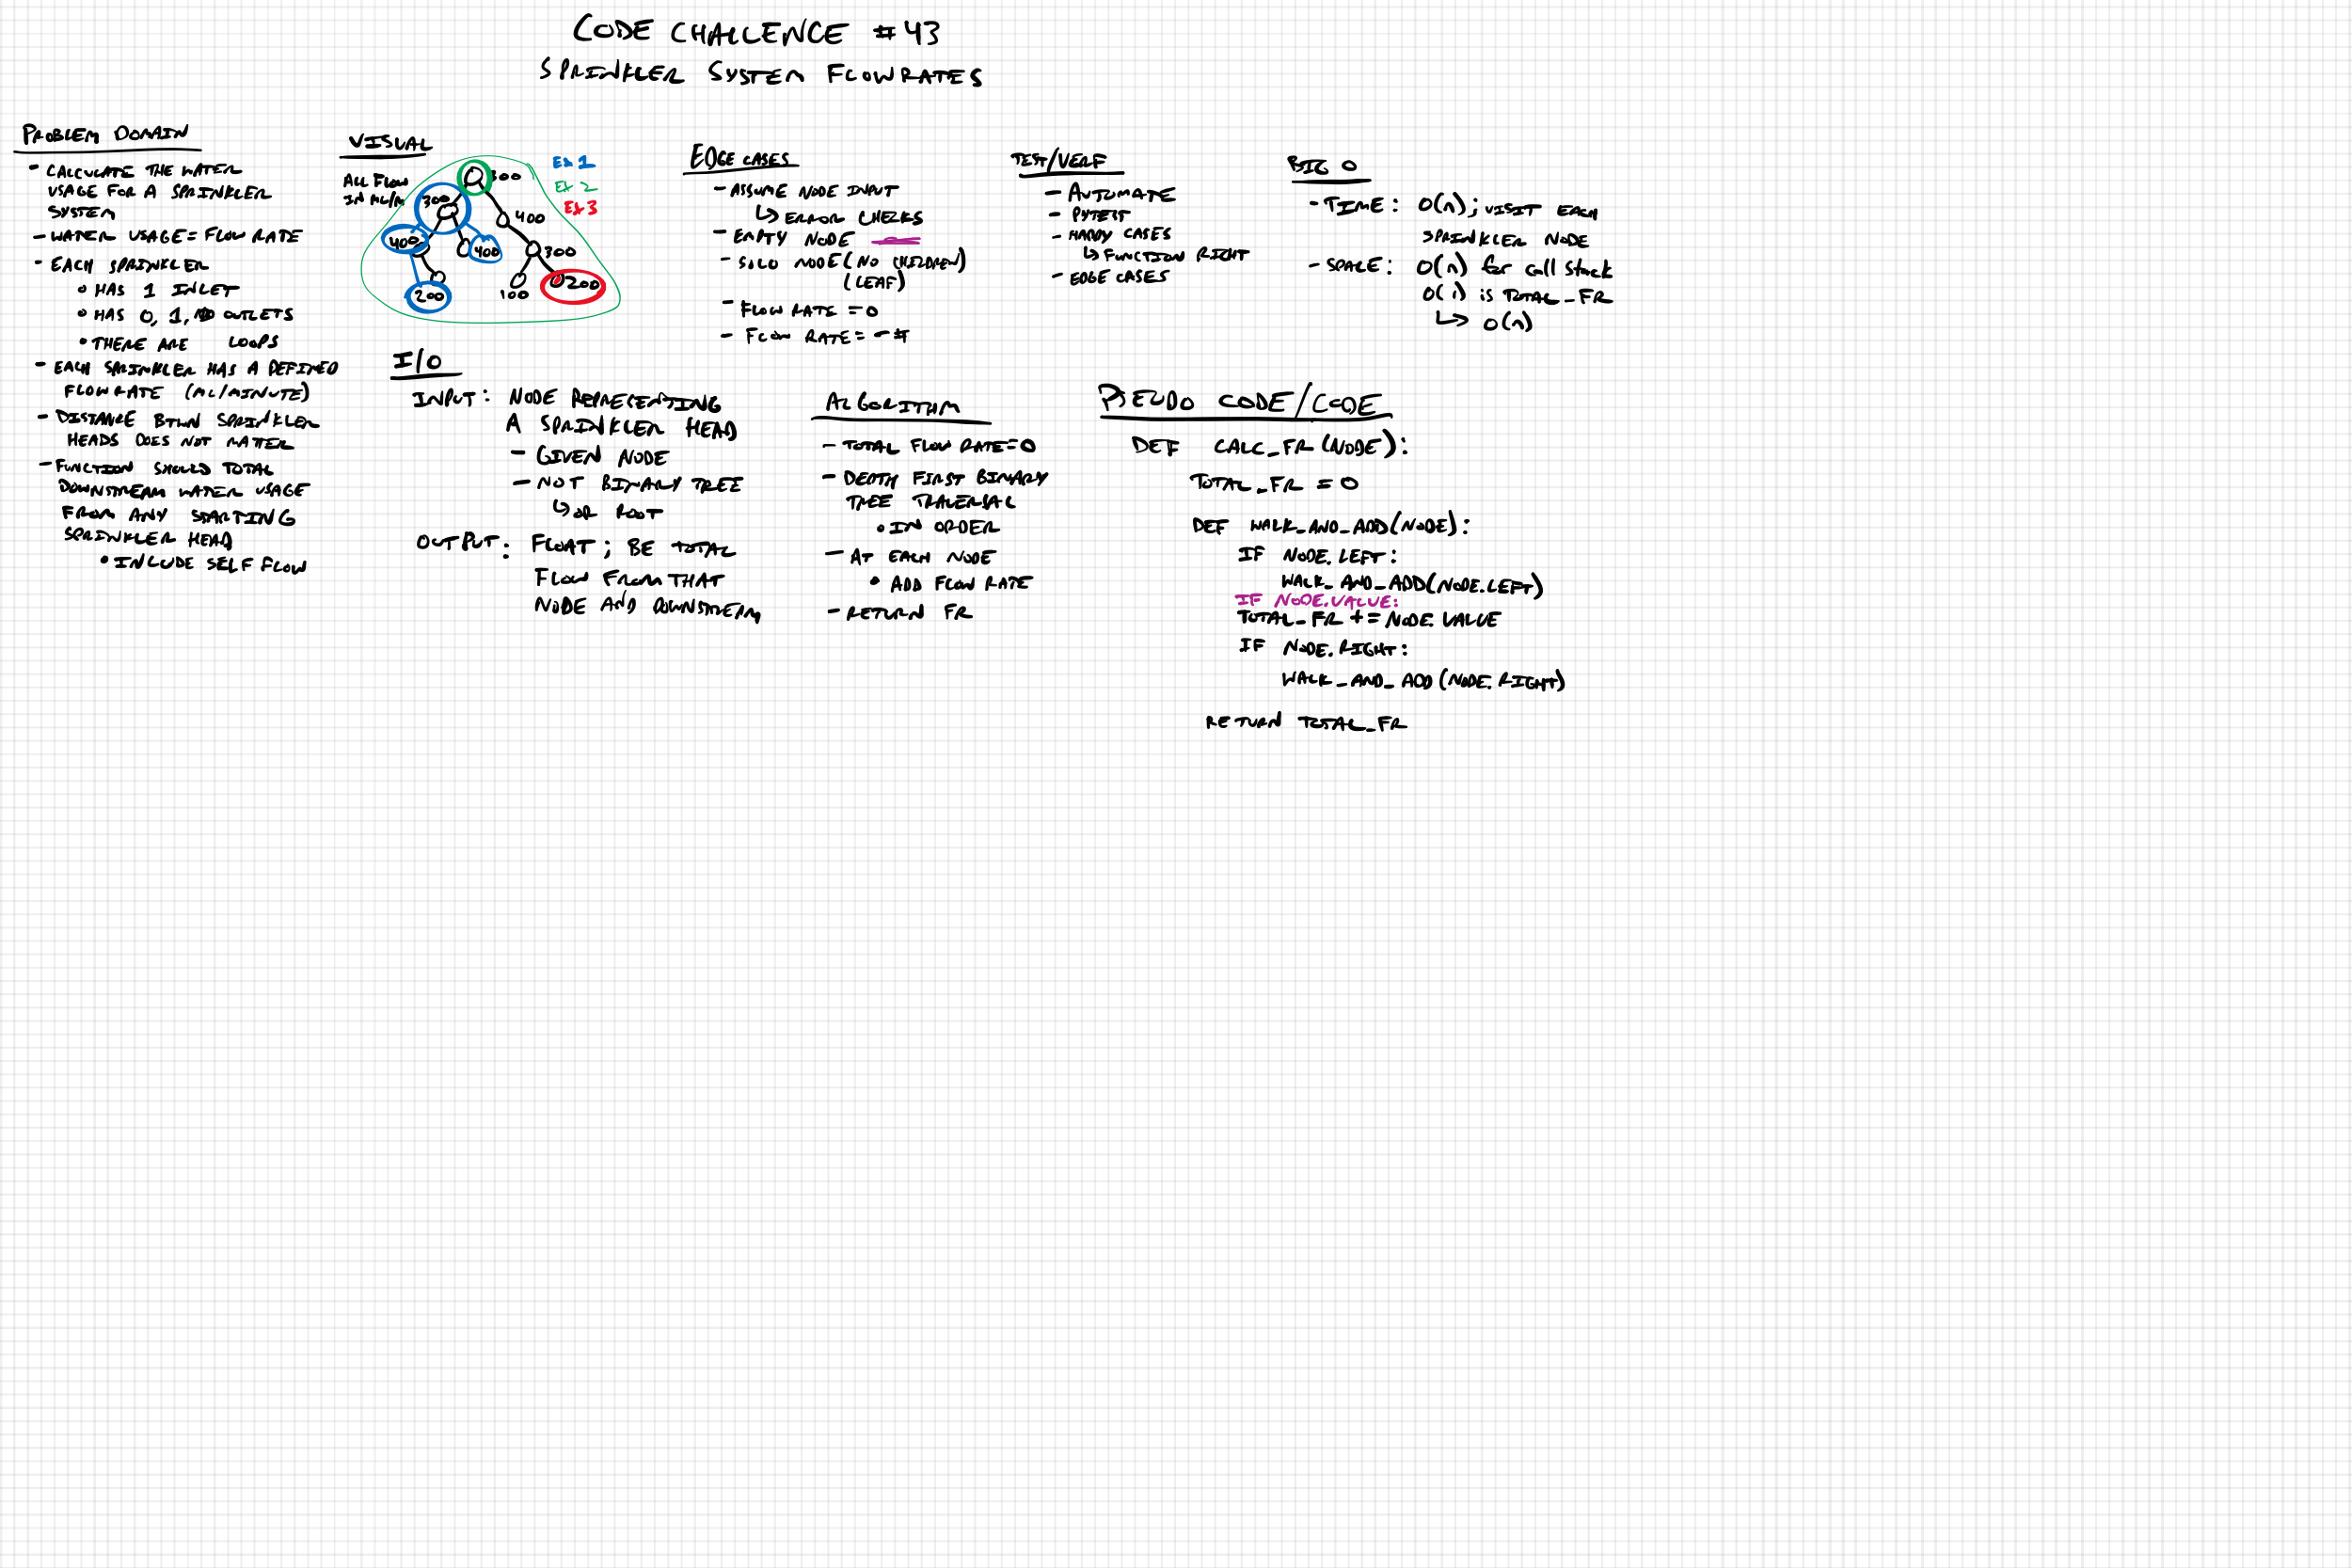 CODE CHALLENGE #43
SPRINKLER SYSTEM FLOWRATES
PROBLEM DOMAIN
- CALCULATE THE WATER
USAGE FOR A SPRINKLER
SYSTEM
- WATER USAGE = FLOW RATE
- EACH SPRINKLER
• HAS 1 INLET
• HAS 0, 1, OUTLETS
• THERE ARE LOOPS
- EACH SPRINKLER HAS A DEFINED
FLOW RATE (ML/MINUTE)
- DISTANCE BTWN SPRINKLER
HEADS DOES NOT MATTER
- FUNCTION SHOULD TOTAL
DOWNSTREAM WATER USAGE
FROM ANY STARTING
SPRINKLER HEAD
• INCLUDE SELF FLOW
VISUAL
ALL FLOW
IN ML/M
300
300
400
400
400
300
200
100
200
Ex 1
Ex 2
Ex 3
I/O
INPUT: NODE REPRESENTING
A SPRINKLER HEAD
- GIVEN NODE
- NOT BINARY TREE
↳ OR ROOT
OUTPUT: FLOAT; BE TOTAL
FLOW FROM THAT
NODE AND DOWNSTREAM
EDGE CASES
- ASSUME NODE INPUT
↳ ERROR CHECKS
- EMPTY NODE
- SOLO NODE (NO CHILDREN)
(LEAF)
- FLOW RATE = 0
- FLOW RATE = - #
ALGORITHM
- TOTAL FLOW RATE = 0
- DEPTH FIRST BINARY
TREE TRAVERSAL
• IN ORDER
- AT EACH NODE
• ADD FLOW RATE
- RETURN FR
TEST/VERF
- AUTOMATE
- PYTEST
- HAPPY CASES
↳ FUNCTION RIGHT
- EDGE CASES
BIG O
- TIME: O(n); VISIT EACH
SPRINKLER NODE
- SPACE: O(n) for call stack
O(1) is TOTAL_FR
↳ O(n)
PSEUDO CODE/CODE
DEF CALC_FR(NODE):
TOTAL_FR = 0
DEF WALK_AND_ADD(NODE):
IF NODE.LEFT:
WALK_AND_ADD(NODE.LEFT)
IF NODE.VALUE:
TOTAL_FR += NODE.VALUE
IF NODE.RIGHT:
WALK_AND_ADD(NODE.RIGHT)
RETURN TOTAL_FR